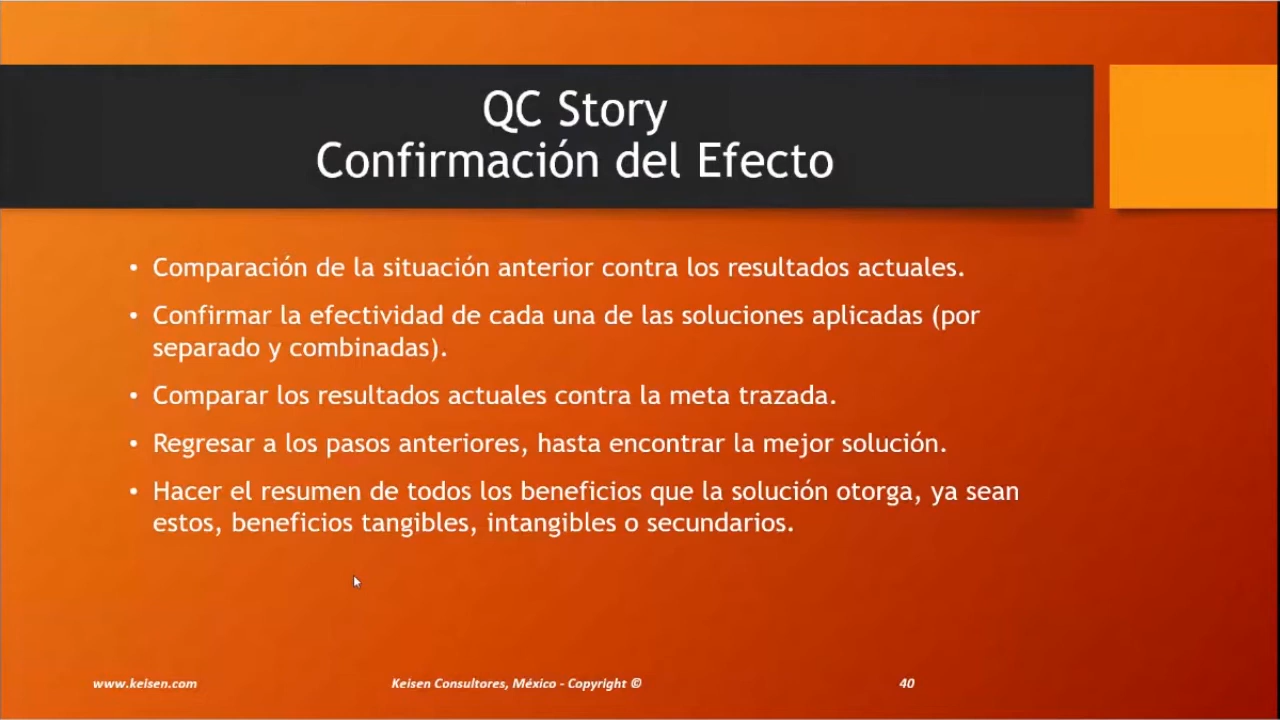 QC Story
Confirmación del Efecto
• Comparación de la situación anterior contra los resultados actuales.
• Confirmar la efectividad de cada una de las soluciones aplicadas (por
separado y combinadas).
• Comparar los resultados actuales contra la meta trazada.
• Regresar a los pasos anteriores, hasta encontrar la mejor solución.
• Hacer el resumen de todos los beneficios que la solución otorga, ya sean
estos, beneficios tangibles, intangibles o secundarios.
www.keisen.com
Keisen Consultores, México - Copyright ©
40